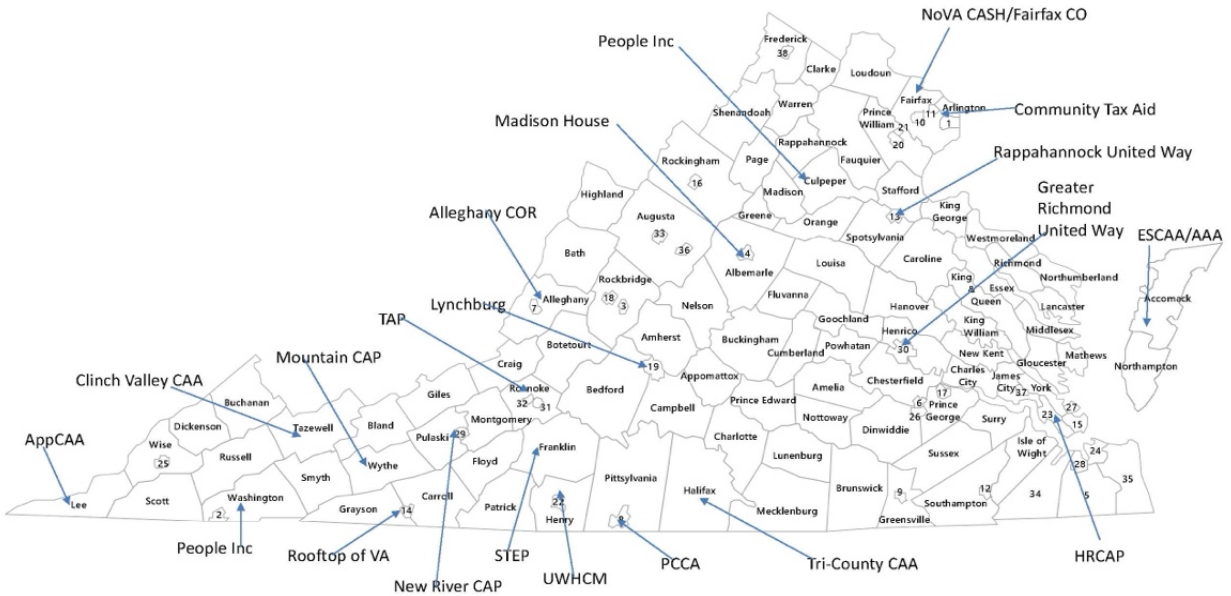 NoVA CASH/Fairfax CO
People Inc
Community Tax Aid
Madison House
Rappahannock United Way
Greater
Richmond
United Way
ESCAA/AAA
Alleghany COR
Lynchburg
TAP
Mountain CAP
Clinch Valley CAA
AppCAA
People Inc
Rooftop of VA
New River CAP
STEP
UWHCM
PCCA
Tri-County CAA
HRCAP
Frederick
38
Clarke
Loudoun
Shenandoah
Warren
Prince
William
Fairfax
Arlington
11
10
1
21
20
Rappahannock
Fauquier
Rockingham
16
Page
Culpeper
Madison
Stafford
Highland
Augusta
33
36
Greene
Orange
13
Spotsylvania
King
George
Westmoreland
Bath
4
Albemarle
Louisa
Caroline
Richmond
Northumberland
Rockbridge
18
3
Alleghany
7
Nelson
Fluvanna
King
&
Queen
Essex
Lancaster
Accomack
Hanover
Goochland
Amherst
Buckingham
Cumberland
Powhatan
Henrico
30
King
William
Middlesex
New Kent
Gloucester
Mathews
Northampton
Botetourt
Craig
19
Appomattox
Amelia
Chesterfield
Charles
City
James
City
37
York
Roanoke
32
31
Bedford
Campbell
Prince Edward
Nottoway
6
26
17
Prince
George
Dinwiddie
Surry
23
27
15
Giles
Montgomery
Buchanan
Dickenson
Tazewell
Bland
Pulaski
29
Franklin
Charlotte
Lunenburg
Sussex
Isle of
Wight
24
28
Wise
25
Russell
Smyth
Wythe
Floyd
Pittsylvania
Halifax
Brunswick
Mecklenburg
9
Greensville
Southampton
12
34
5
35
Lee
Scott
Washington
2
Grayson
14
Carroll
Patrick
22
Henry
8